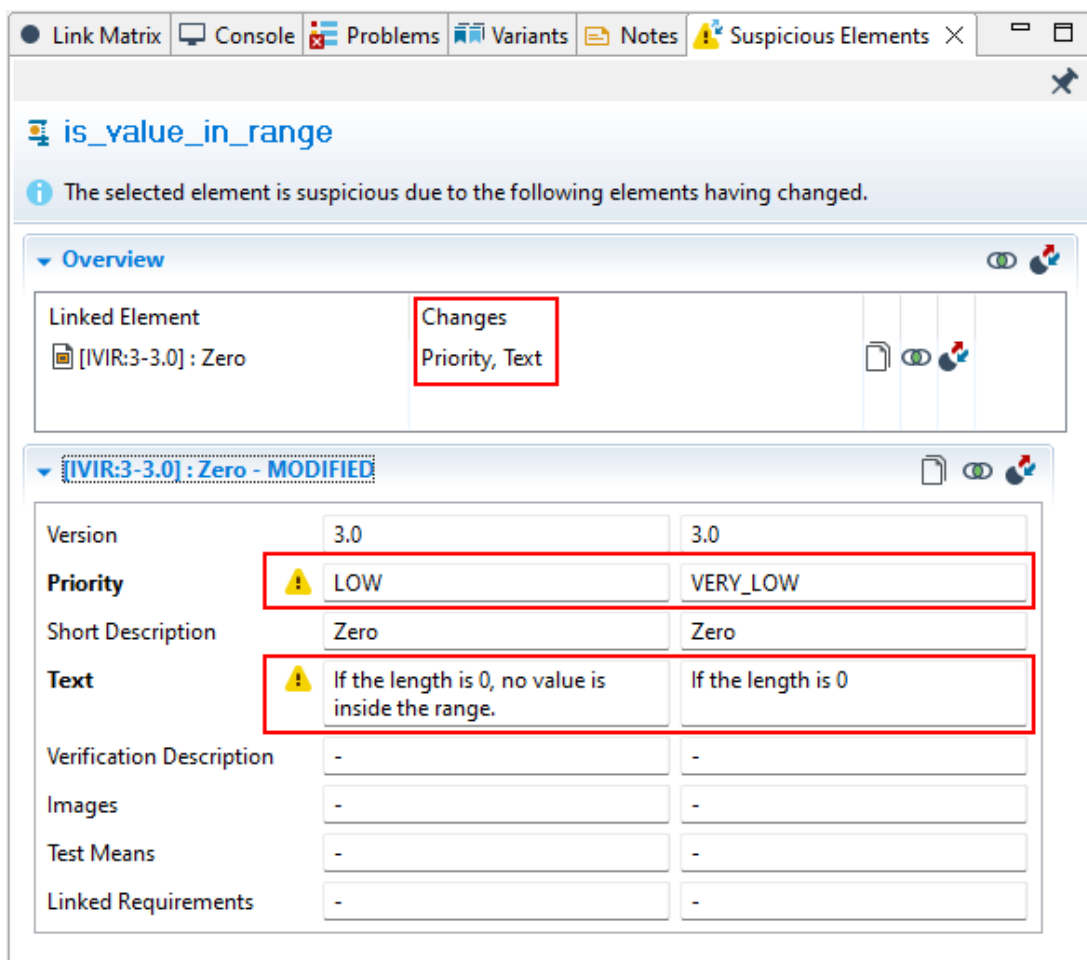 Link Matrix Console Problems Variants Notes Suspicious Elements
is_value_in_range
The selected element is suspicious due to the following elements having changed.
Overview
Linked Element Changes
[IVIR:3-3.0] : Zero Priority, Text
[IVIR:3-3.0] : Zero - MODIFIED
Version 3.0 3.0
Priority LOW VERY_LOW
Short Description Zero Zero
Text If the length is 0, no value is If the length is 0
inside the range.
Verification Description - -
Images - -
Test Means - -
Linked Requirements - -